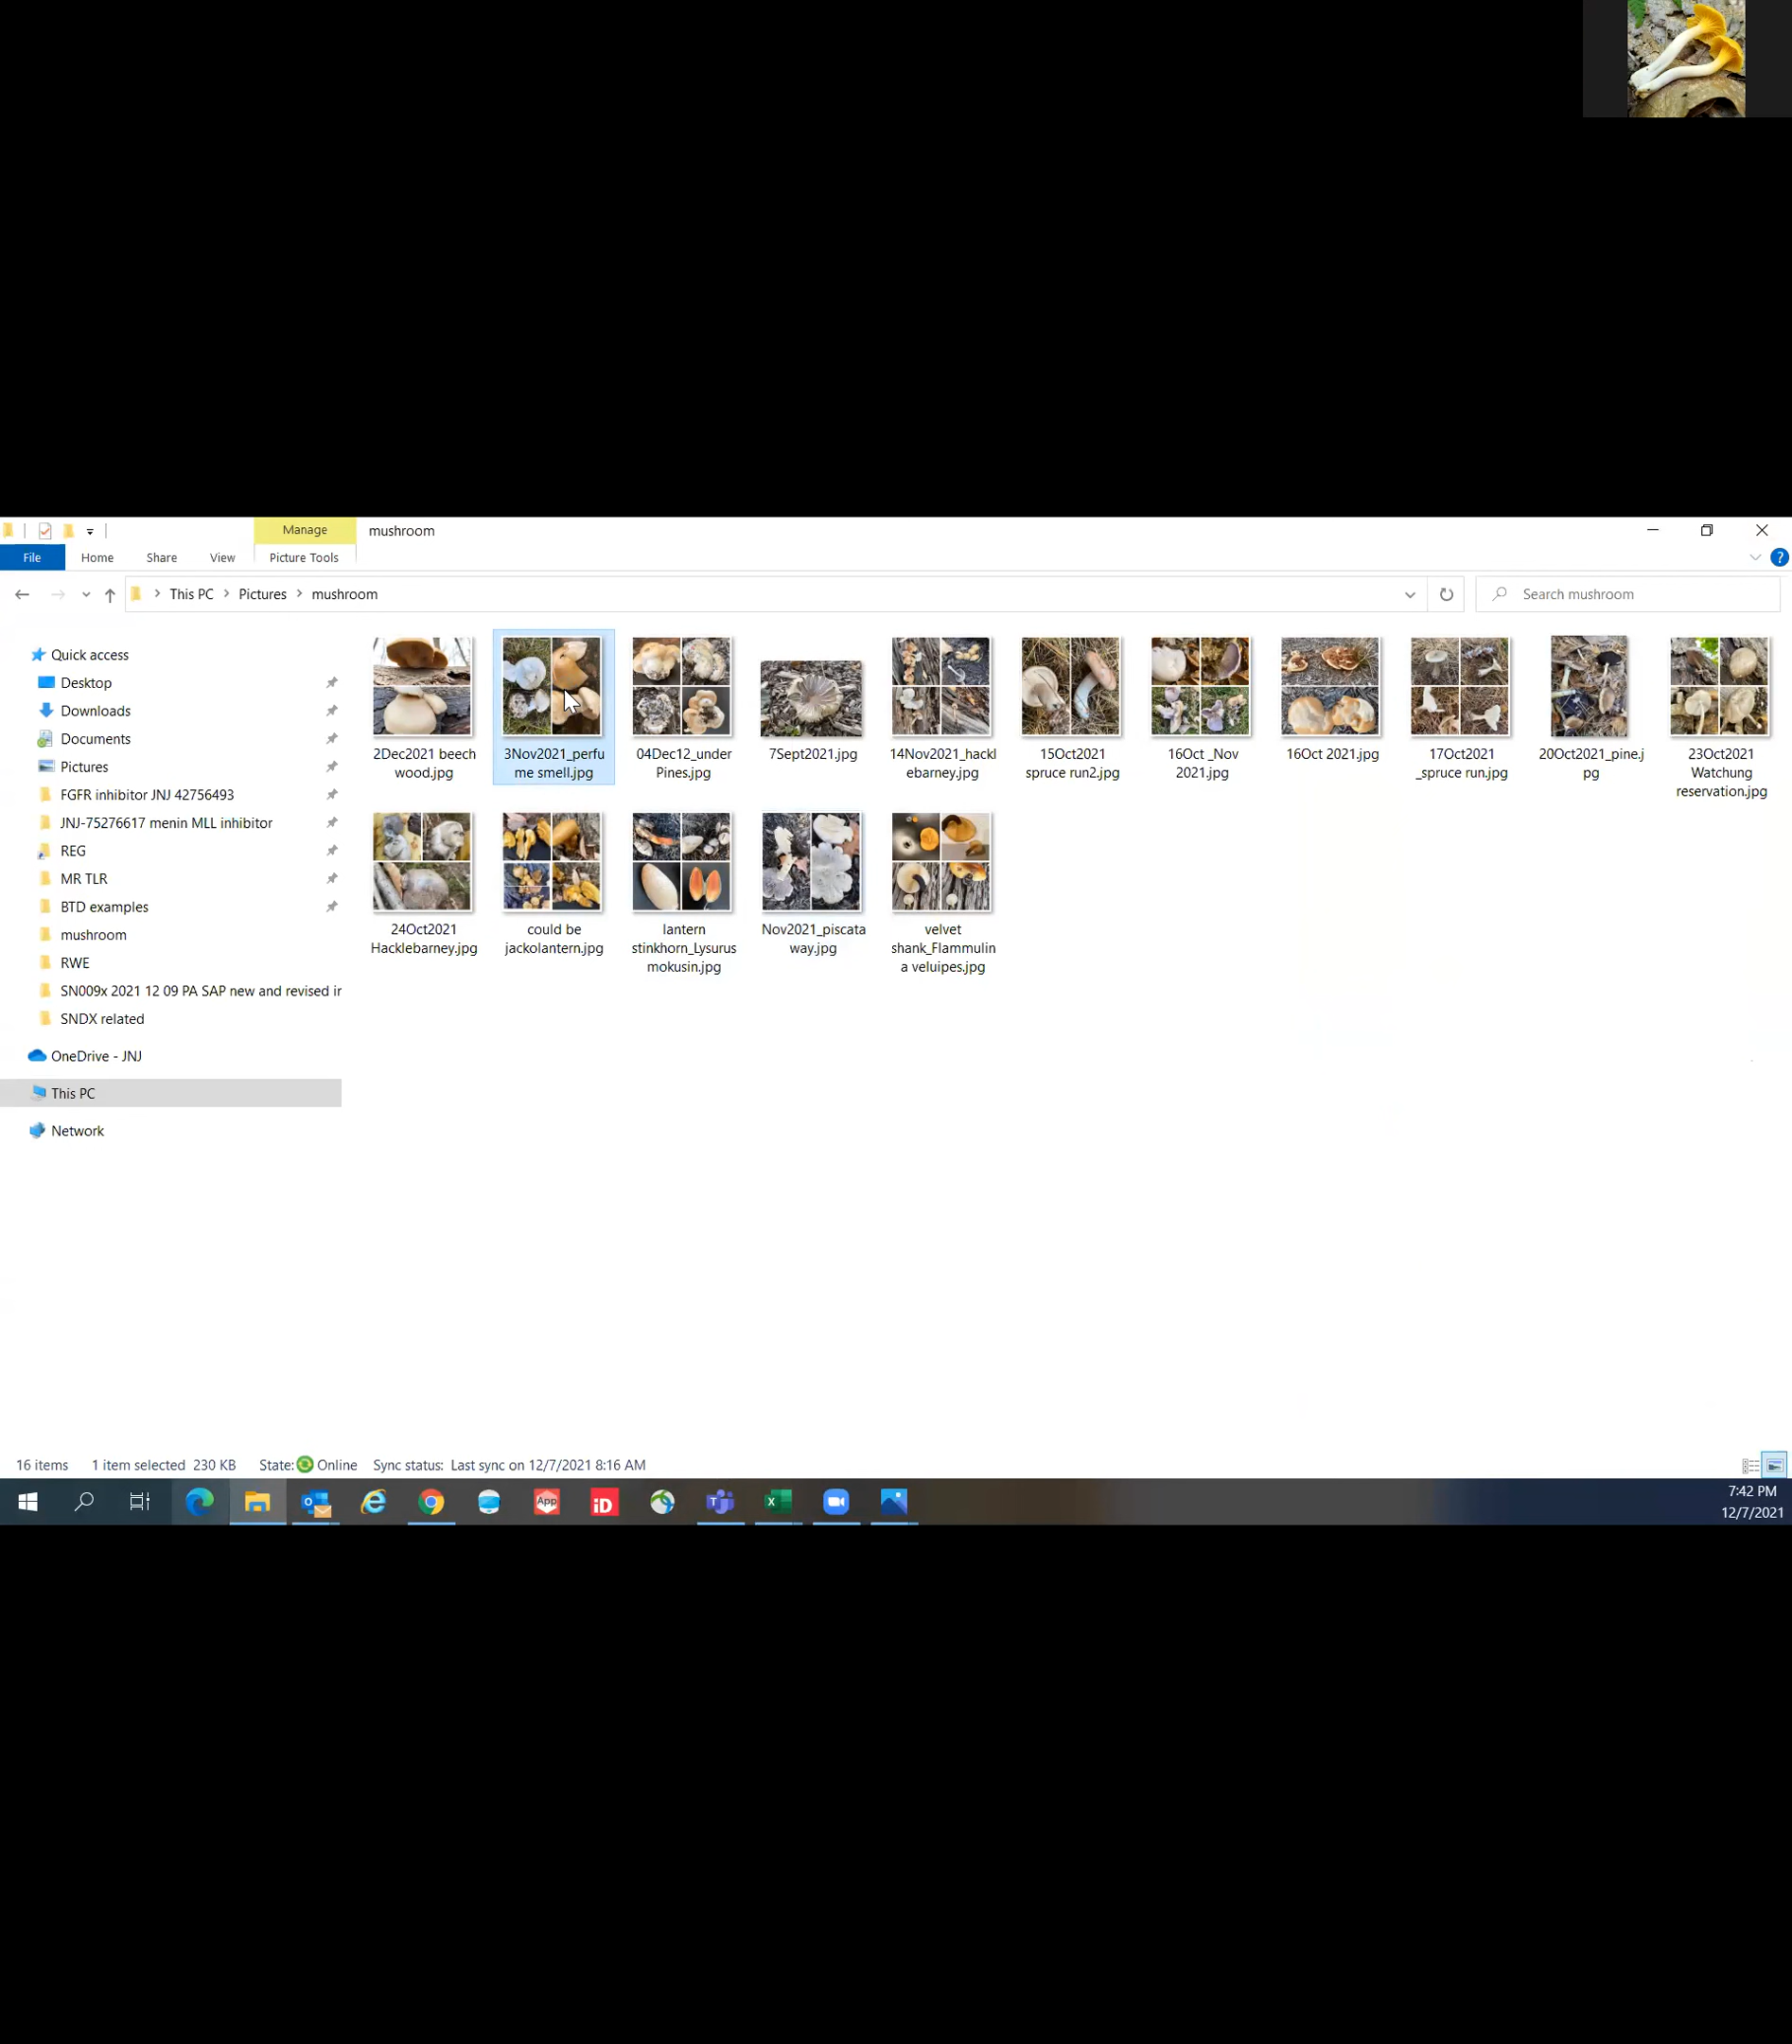 Manage
mushroom
File
Home
Share
View
Picture Tools
This PC
Pictures
mushroom
Search mushroom
Quick access
Desktop
Downloads
Documents
Pictures
FGFR inhibitor JNJ 42756493
JNJ-75276617 menin MLL inhibitor
REG
MR TLR
BTD examples
mushroom
RWE
SN009x 2021 12 09 PA SAP new and revised ir
SNDX related
OneDrive - JNJ
This PC
Network
2Dec2021 beech
wood.jpg
3Nov2021_perfu
me smell.jpg
04Dec12_under
Pines.jpg
7Sept2021.jpg
14Nov2021_hackl
ebarney.jpg
15Oct2021
spruce run2.jpg
16Oct _Nov
2021.jpg
16Oct 2021.jpg
17Oct2021
_spruce run.jpg
20Oct2021_pine.j
pg
23Oct2021
Watchung
reservation.jpg
24Oct2021
Hacklebarney.jpg
could be
jackolantern.jpg
lantern
stinkhorn_Lysurus
mokusin.jpg
Nov2021_piscata
way.jpg
velvet
shank_Flammulin
a veluipes.jpg
16 items
1 item selected 230 KB
State: Online
Sync status: Last sync on 12/7/2021 8:16 AM
App
iD
7:42 PM
12/7/2021